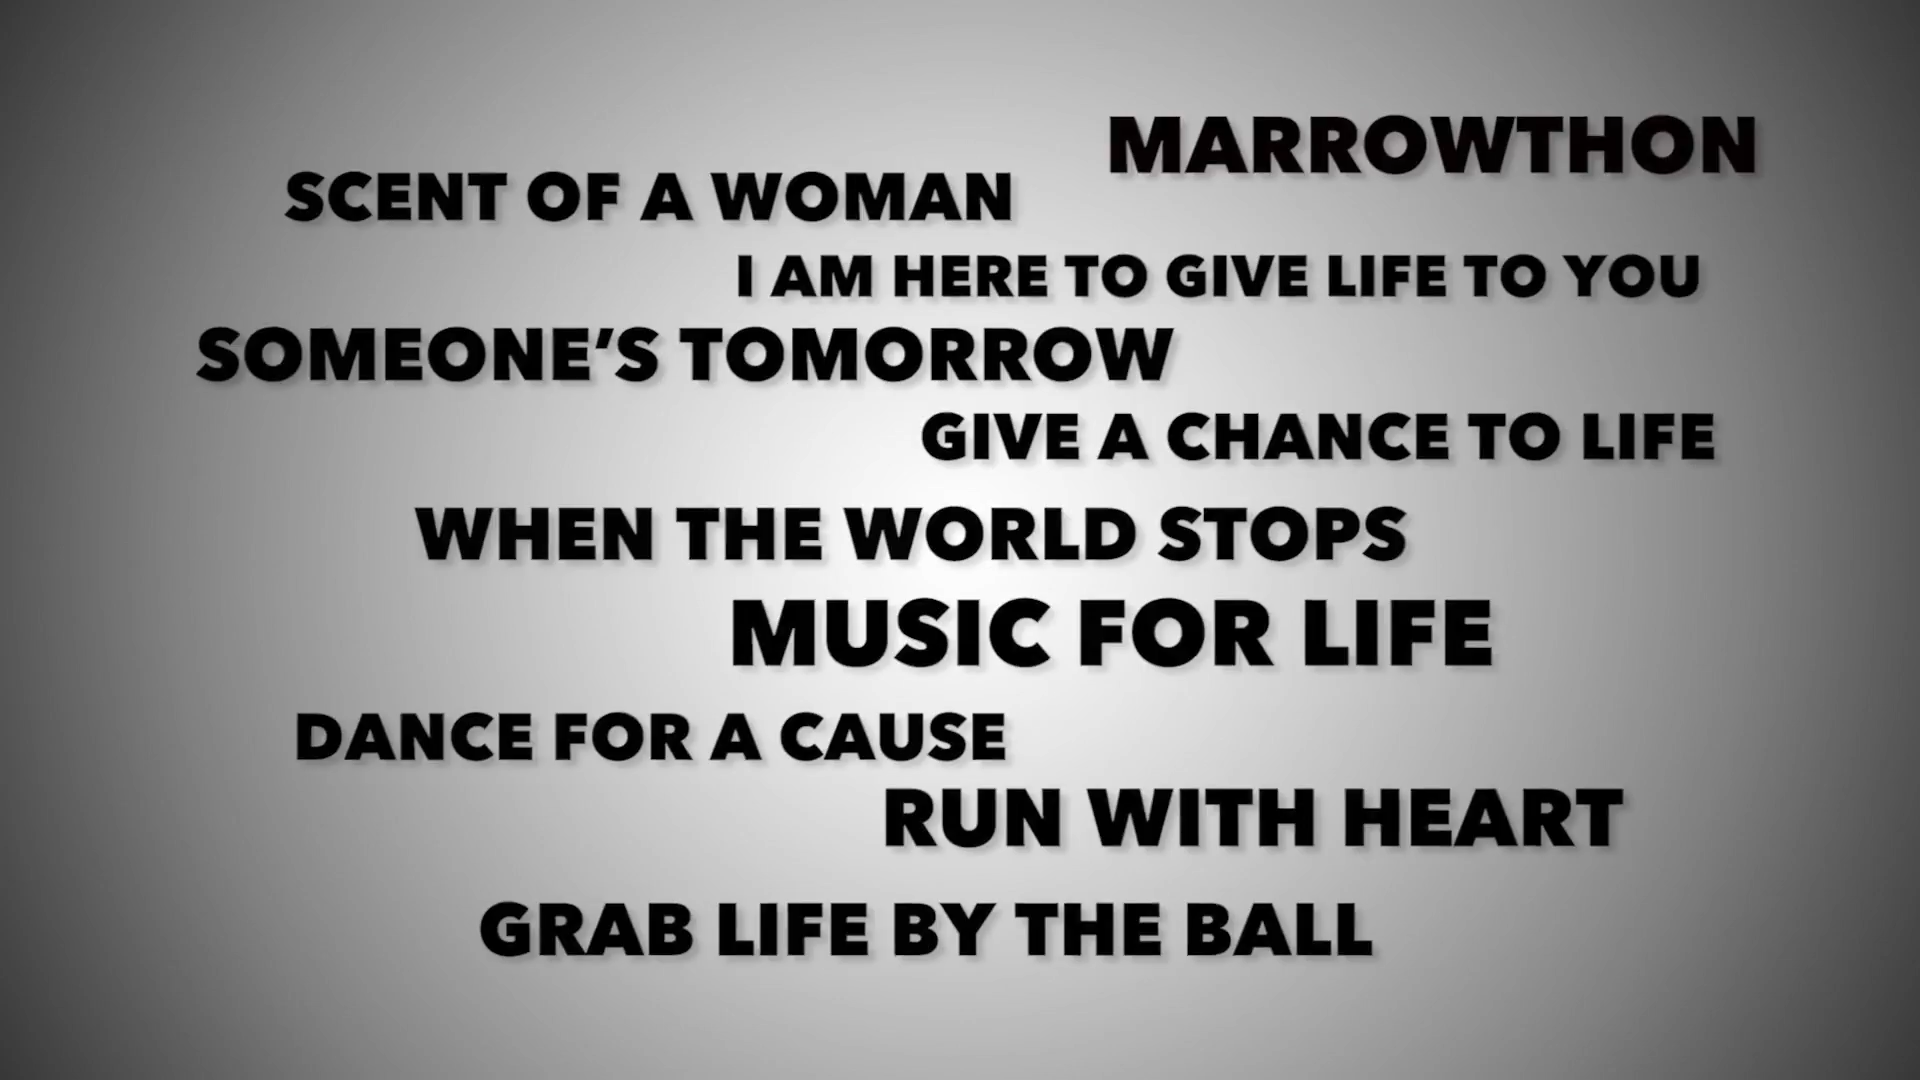 MARROWTHON
SCENT OF A WOMAN
I AM HERE TO GIVE LIFE TO YOU
SOMEONE’S TOMORROW
GIVE A CHANCE TO LIFE
WHEN THE WORLD STOPS
MUSIC FOR LIFE
DANCE FOR A CAUSE
RUN WITH HEART
GRAB LIFE BY THE BALL